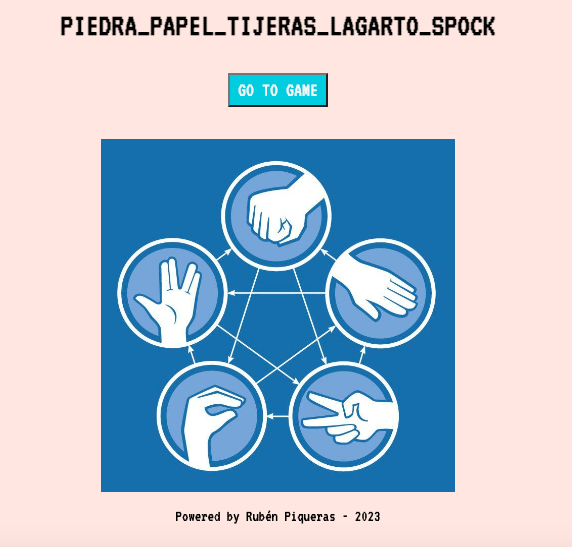 PIEDRA_PAPEL_TIJERAS_LAGARTO_SPOCK
GO TO GAME
Powered by Rubén Piqueras - 2023